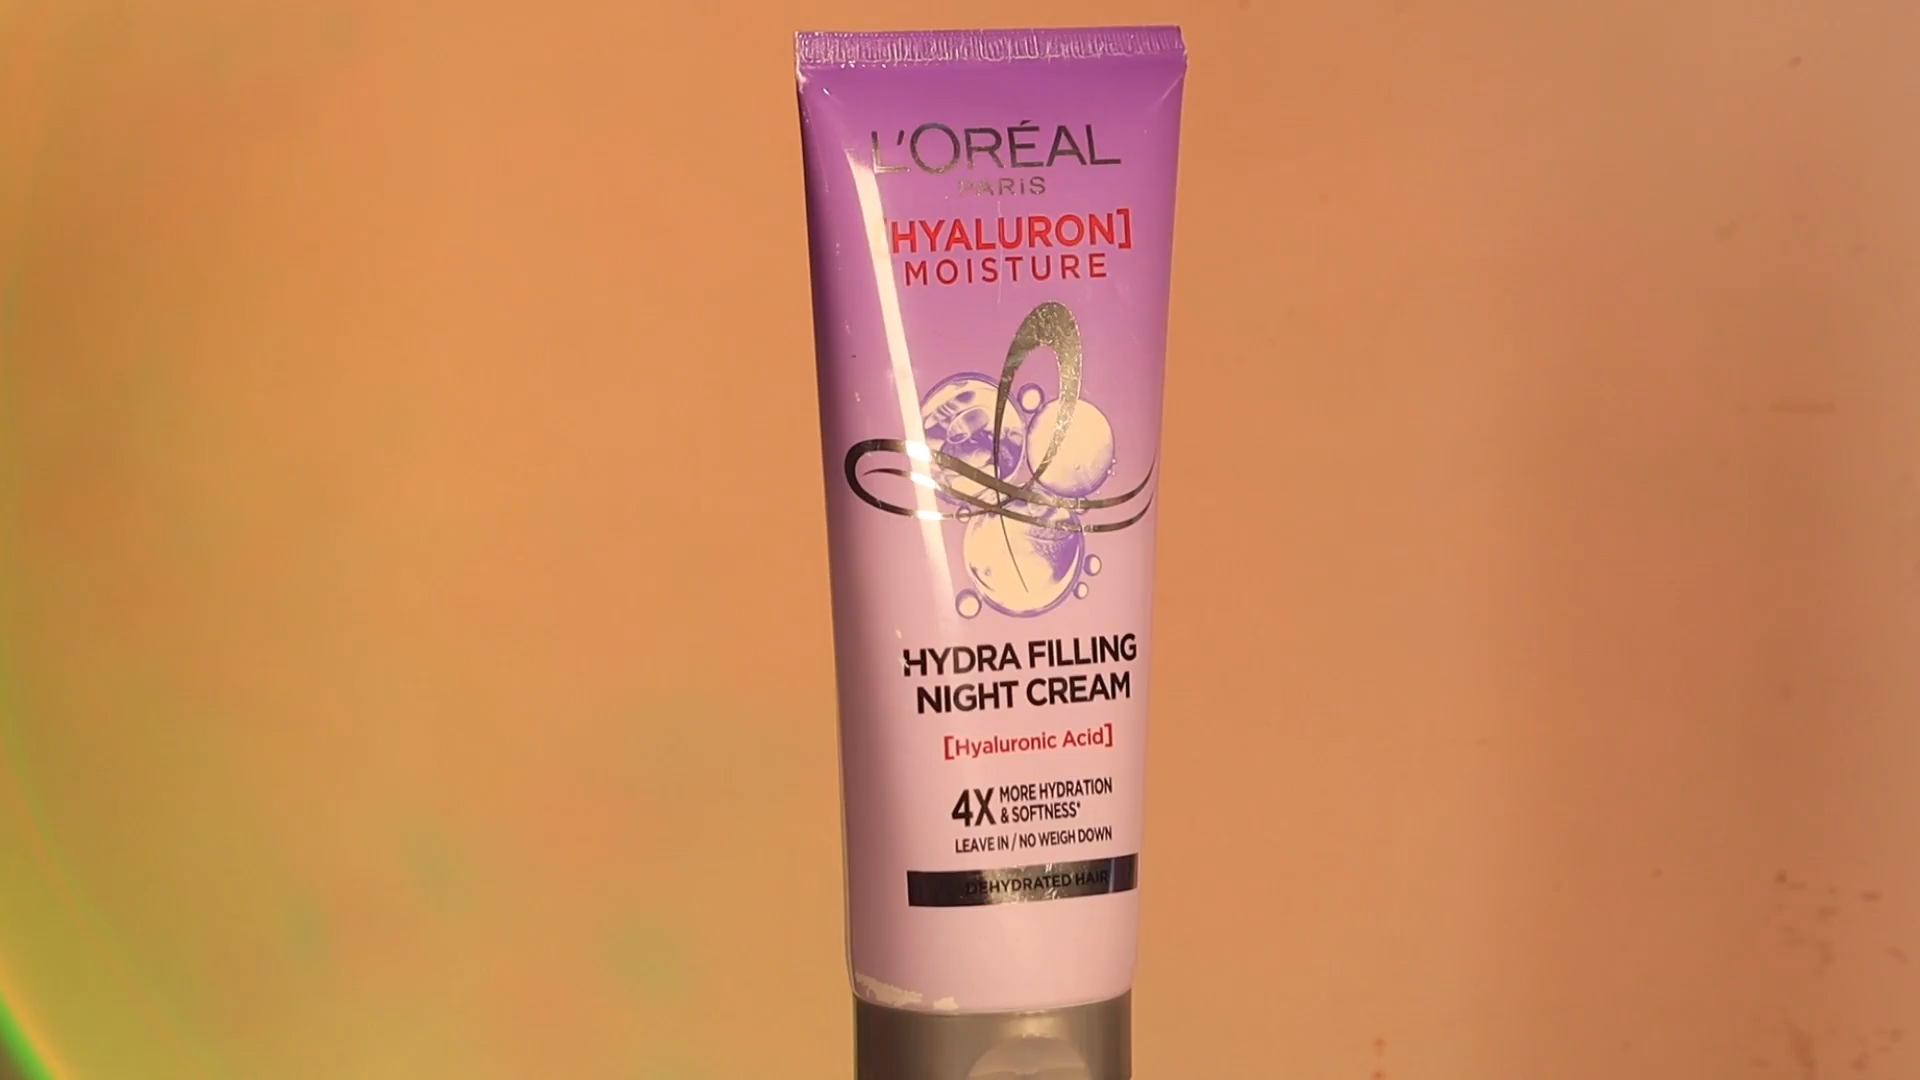 L'ORÉAL
PARIS
[HYALURON]
MOISTURE
HYDRA FILLING
NIGHT CREAM
[Hyaluronic Acid]
4X MORE HYDRATION
& SOFTNESS*
LEAVE IN / NO WEIGH DOWN
DEHYDRATED HAIR